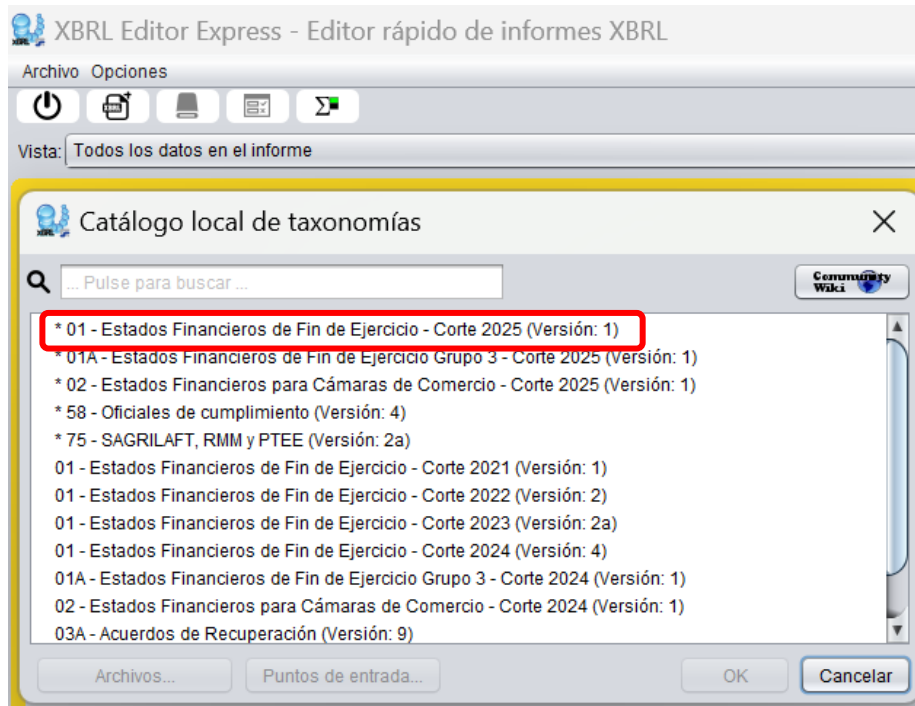 XBRL Editor Express - Editor rápido de informes XBRL
Archivo Opciones
Vista: Todos los datos en el informe
Catálogo local de taxonomías
... Pulse para buscar ...
Community
Wiki
* 01 - Estados Financieros de Fin de Ejercicio - Corte 2025 (Versión: 1)
* 01A - Estados Financieros de Fin de Ejercicio Grupo 3 - Corte 2025 (Versión: 1)
* 02 - Estados Financieros para Cámaras de Comercio - Corte 2025 (Versión: 1)
* 58 - Oficiales de cumplimiento (Versión: 4)
* 75 - SAGRILAFT, RMM y PTEE (Versión: 2a)
01 - Estados Financieros de Fin de Ejercicio - Corte 2021 (Versión: 1)
01 - Estados Financieros de Fin de Ejercicio - Corte 2022 (Versión: 2)
01 - Estados Financieros de Fin de Ejercicio - Corte 2023 (Versión: 2a)
01 - Estados Financieros de Fin de Ejercicio - Corte 2024 (Versión: 4)
01A - Estados Financieros de Fin de Ejercicio Grupo 3 - Corte 2024 (Versión: 1)
02 - Estados Financieros para Cámaras de Comercio - Corte 2024 (Versión: 1)
03A - Acuerdos de Recuperación (Versión: 9)
Archivos... Puntos de entrada... OK Cancelar